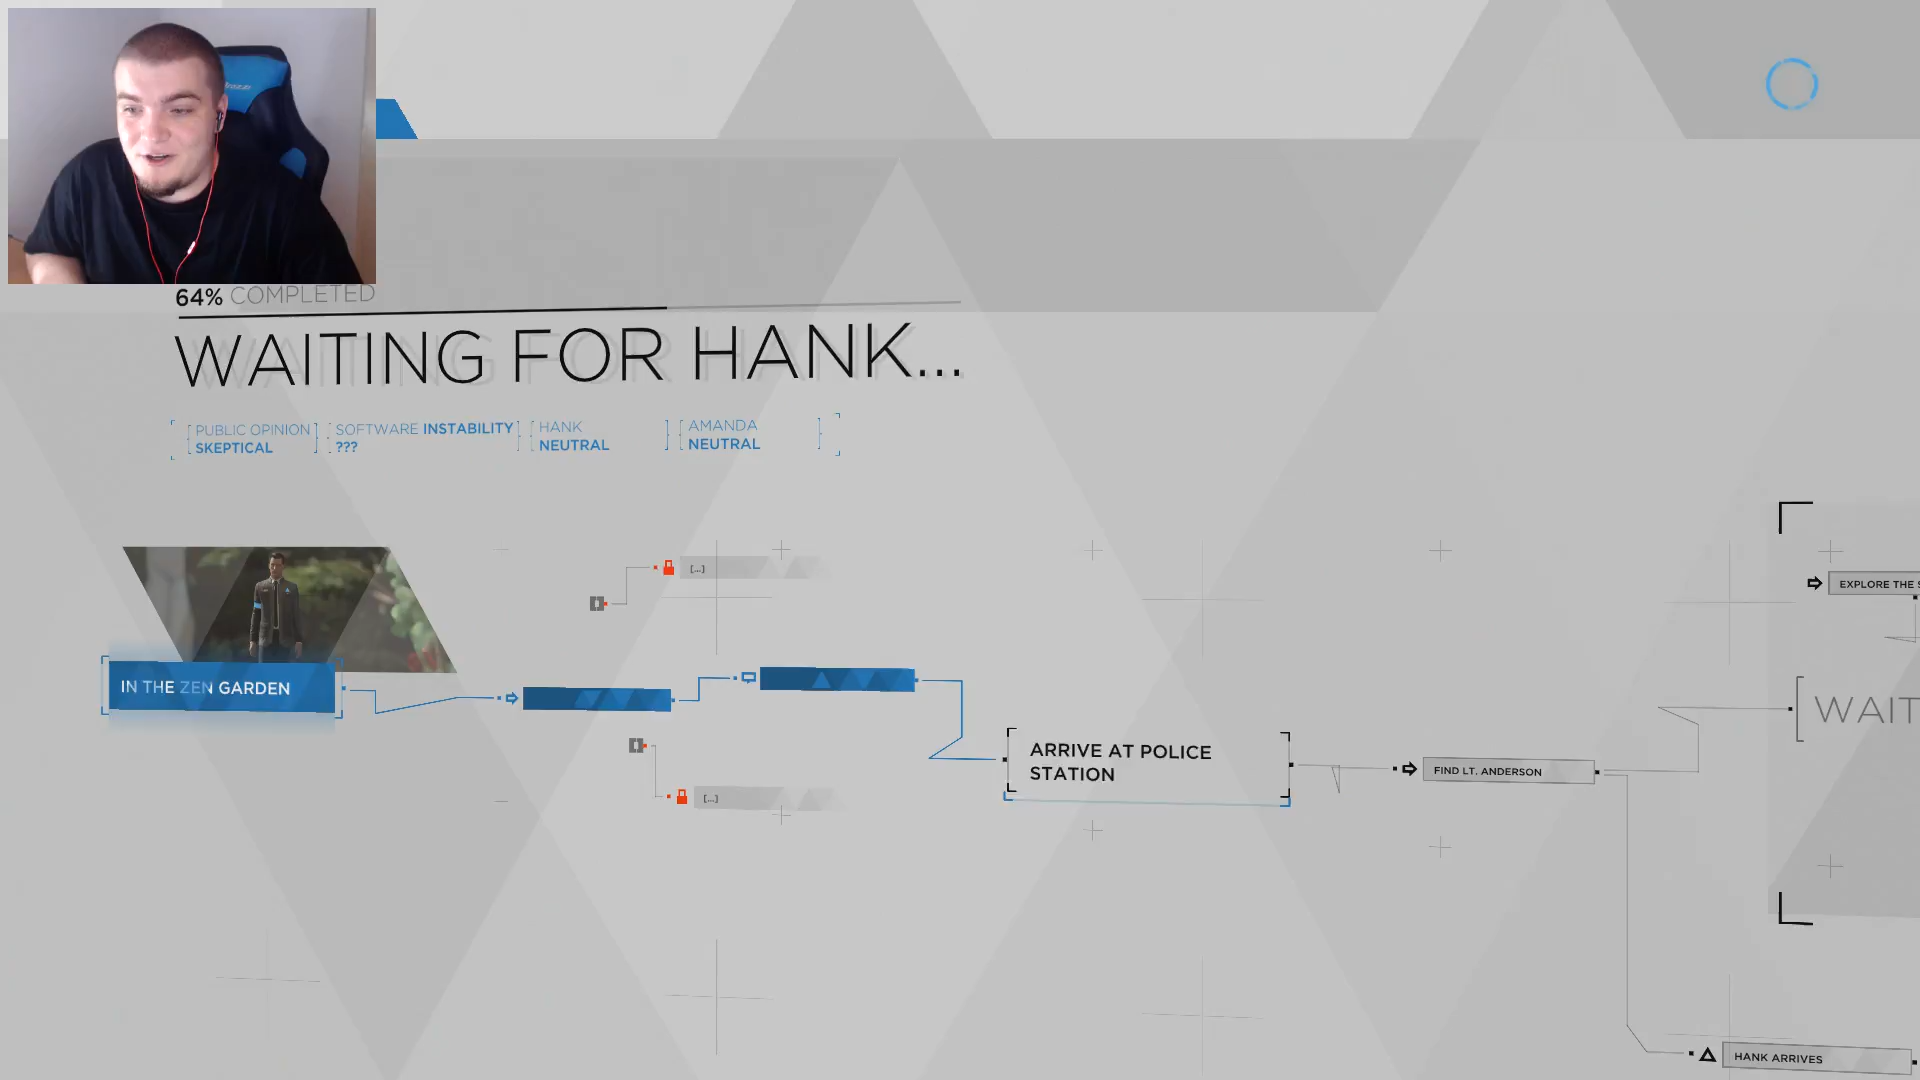 64% COMPLETED
WAITING FOR HANK...
PUBLIC OPINION
SKEPTICAL
SOFTWARE INSTABILITY
???
HANK
NEUTRAL
AMANDA
NEUTRAL
[...]
EXPLORE THE S
IN THE ZEN GARDEN
WAIT
ARRIVE AT POLICE
STATION
FIND LT. ANDERSON
[...]
HANK ARRIVES